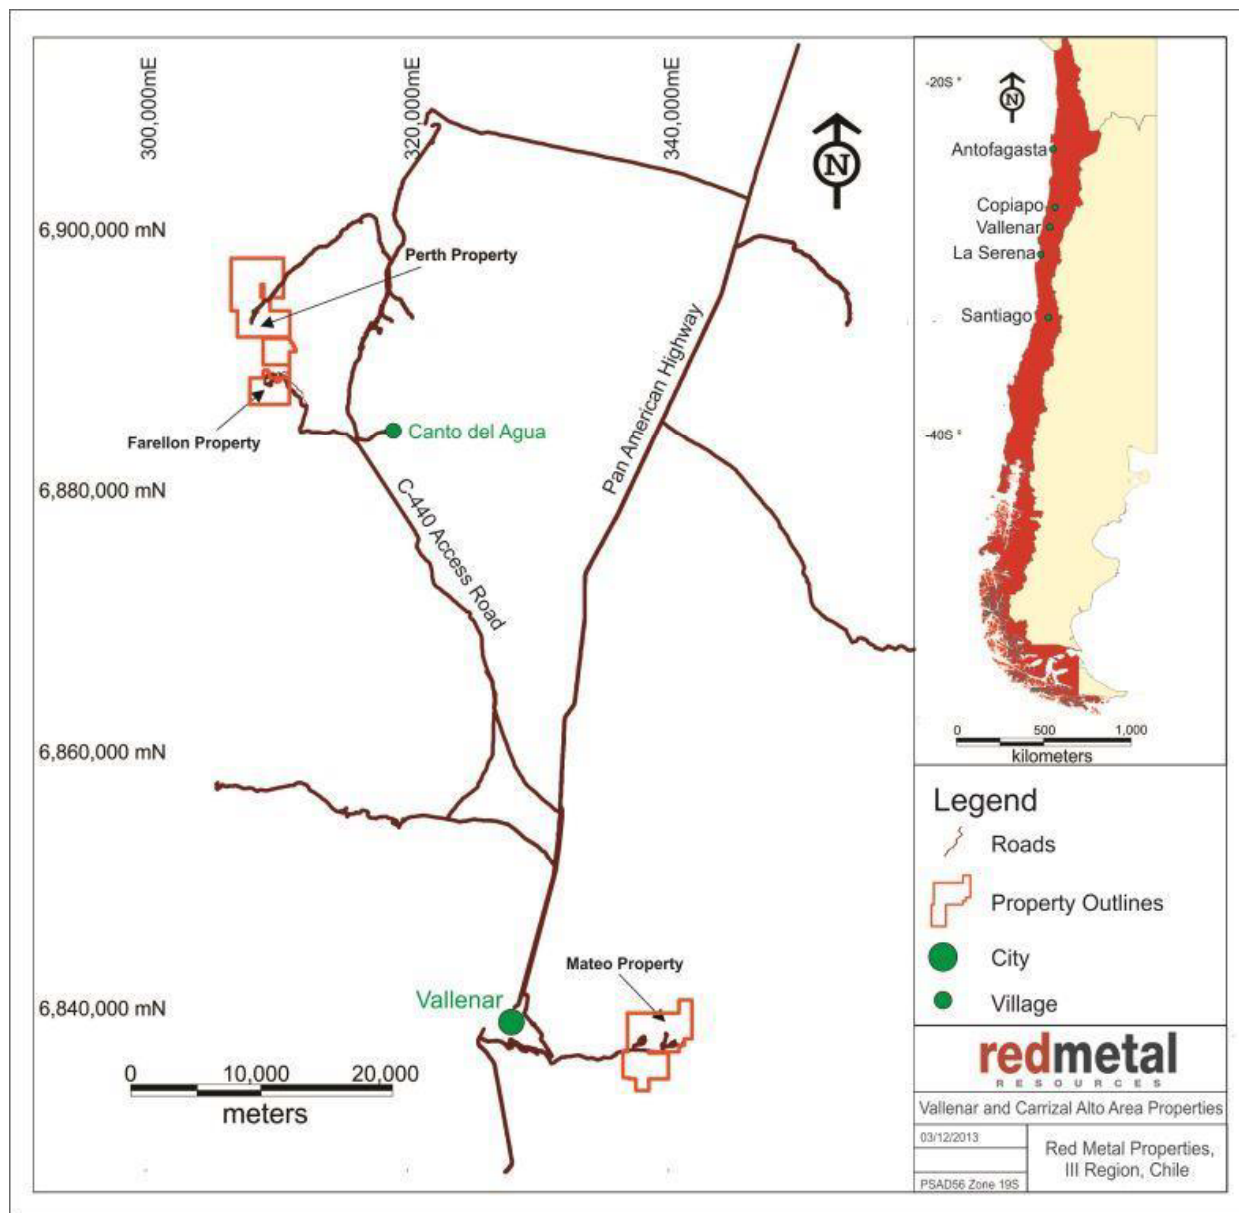 300,000mE
320,000mE
340,000mE
N
6,900,000 mN
Perth Property
Pan American Highway
Farellon Property
Canto del Agua
6,880,000 mN
C-440 Access Road
6,860,000 mN
Mateo Property
Vallenar
6,840,000 mN
0 10,000 20,000
meters
-20S °
N
Antofagasta
Copiapo
Vallenar
La Serena
Santiago
-40S °
0 500 1,000
kilometers
Legend
Roads
Property Outlines
City
Village
redmetal
RESOURCES
Vallenar and Carrizal Alto Area Properties
03/12/2013
Red Metal Properties,
III Region, Chile
PSAD56 Zone 19S